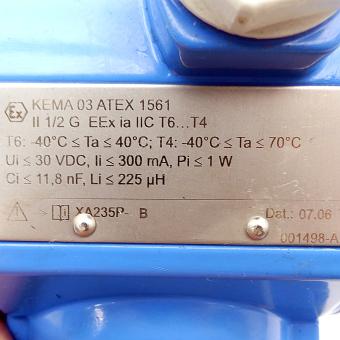 Ex KEMA 03 ATEX 1561
II 1/2 G EEx ia IIC T6...T4
T6: -40°C ≤ Ta ≤ 40°C; T4: -40°C ≤ Ta ≤ 70°C
Ui ≤ 30 VDC, Ii ≤ 300 mA, Pi ≤ 1 W
Ci ≤ 11,8 nF, Li ≤ 225 µH
XA235P- B Dat.: 07.06
001498-A